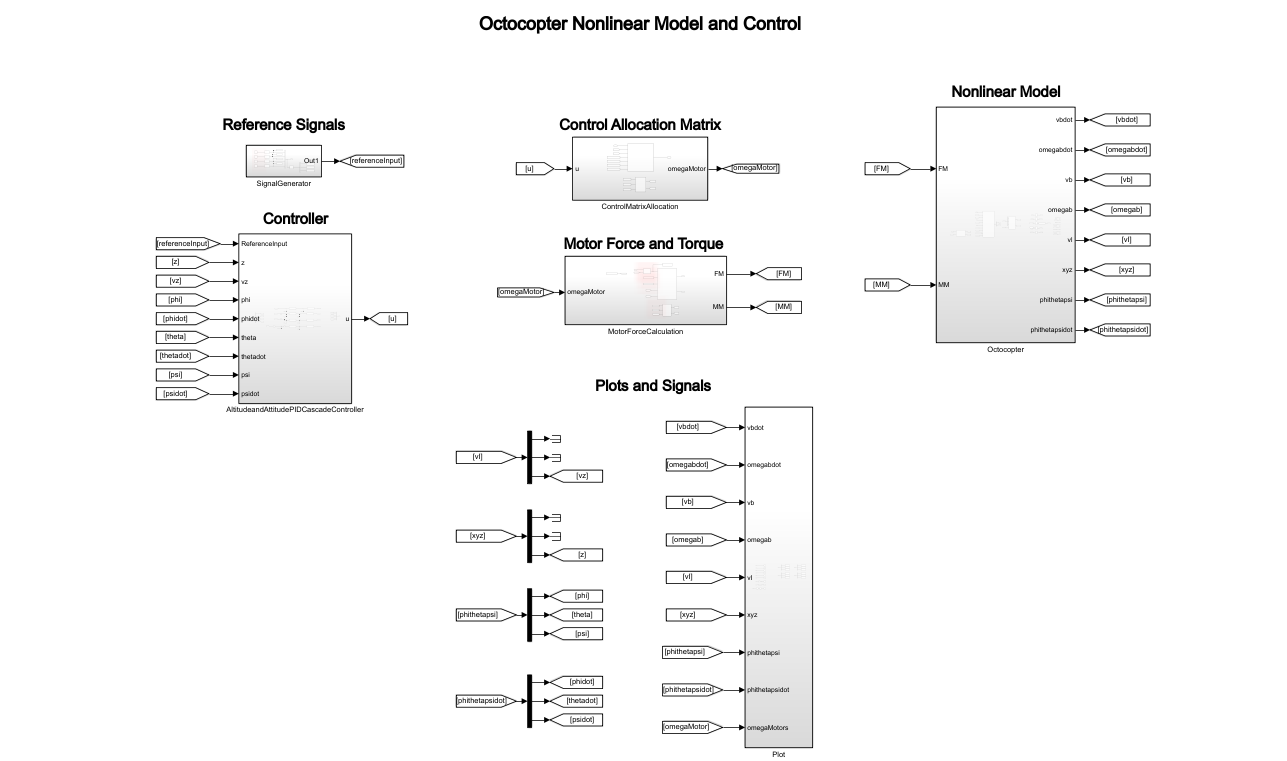 Octocopter Nonlinear Model and Control
Reference Signals
Out1
[referenceInput]
SignalGenerator
Controller
[referenceInput]
[z]
[vz]
[phi]
[phidot]
[theta]
[thetadot]
[psi]
[psidot]
ReferenceInput
z
vz
phi
phidot
theta
thetadot
psi
psidot
u
[u]
AltitudeandAttitudePIDCascadeController
Control Allocation Matrix
[u]
u
omegaMotor
[omegaMotor]
ControlMatrixAllocation
Motor Force and Torque
[omegaMotor]
omegaMotor
FM
MM
[FM]
[MM]
MotorForceCalculation
Nonlinear Model
[FM]
[MM]
FM
MM
vbdot
omegabdot
vb
omegab
vI
xyz
phithetapsi
phithetapsidot
[vbdot]
[omegabdot]
[vb]
[omegab]
[vI]
[xyz]
[phithetapsi]
[phithetapsidot]
Octocopter
Plots and Signals
[vI]
[vz]
[xyz]
[z]
[phithetapsi]
[phi]
[theta]
[psi]
[phithetapsidot]
[phidot]
[thetadot]
[psidot]
[vbdot]
[omegabdot]
[vb]
[omegab]
[vI]
[xyz]
[phithetapsi]
[phithetapsidot]
[omegaMotor]
vbdot
omegabdot
vb
omegab
vI
xyz
phithetapsi
phithetapsidot
omegaMotors
Plot